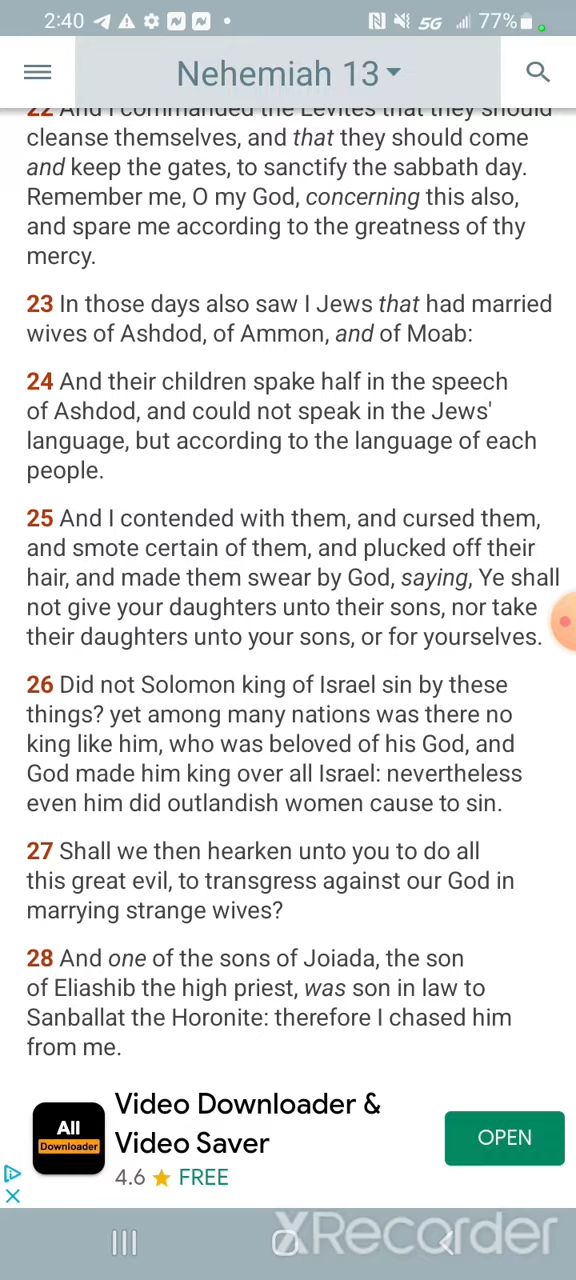 2:40
5G
77%
Nehemiah 13
22 And I commanded the Levites that they should
cleanse themselves, and that they should come
and keep the gates, to sanctify the sabbath day.
Remember me, O my God, concerning this also,
and spare me according to the greatness of thy
mercy.
23 In those days also saw I Jews that had married
wives of Ashdod, of Ammon, and of Moab:
24 And their children spake half in the speech
of Ashdod, and could not speak in the Jews'
language, but according to the language of each
people.
25 And I contended with them, and cursed them,
and smote certain of them, and plucked off their
hair, and made them swear by God, saying, Ye shall
not give your daughters unto their sons, nor take
their daughters unto your sons, or for yourselves.
26 Did not Solomon king of Israel sin by these
things? yet among many nations was there no
king like him, who was beloved of his God, and
God made him king over all Israel: nevertheless
even him did outlandish women cause to sin.
27 Shall we then hearken unto you to do all
this great evil, to transgress against our God in
marrying strange wives?
28 And one of the sons of Joiada, the son
of Eliashib the high priest, was son in law to
Sanballat the Horonite: therefore I chased him
from me.
All
Downloader
Video Downloader &
Video Saver
4.6 ★ FREE
OPEN
XRecorder